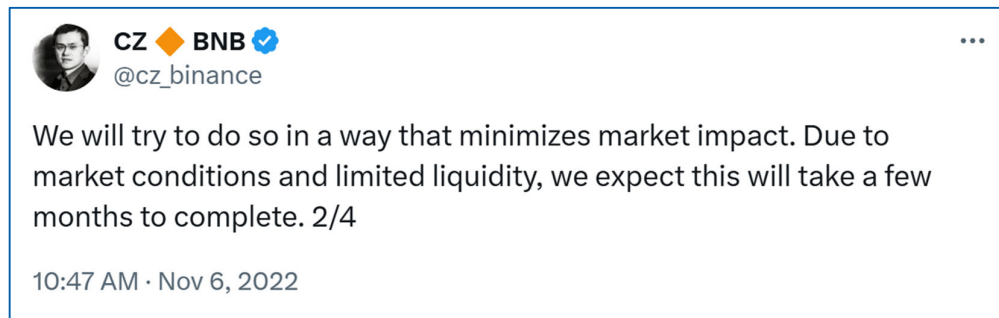 CZ 🔶 BNB
@cz_binance
We will try to do so in a way that minimizes market impact. Due to
market conditions and limited liquidity, we expect this will take a few
months to complete. 2/4
10:47 AM · Nov 6, 2022